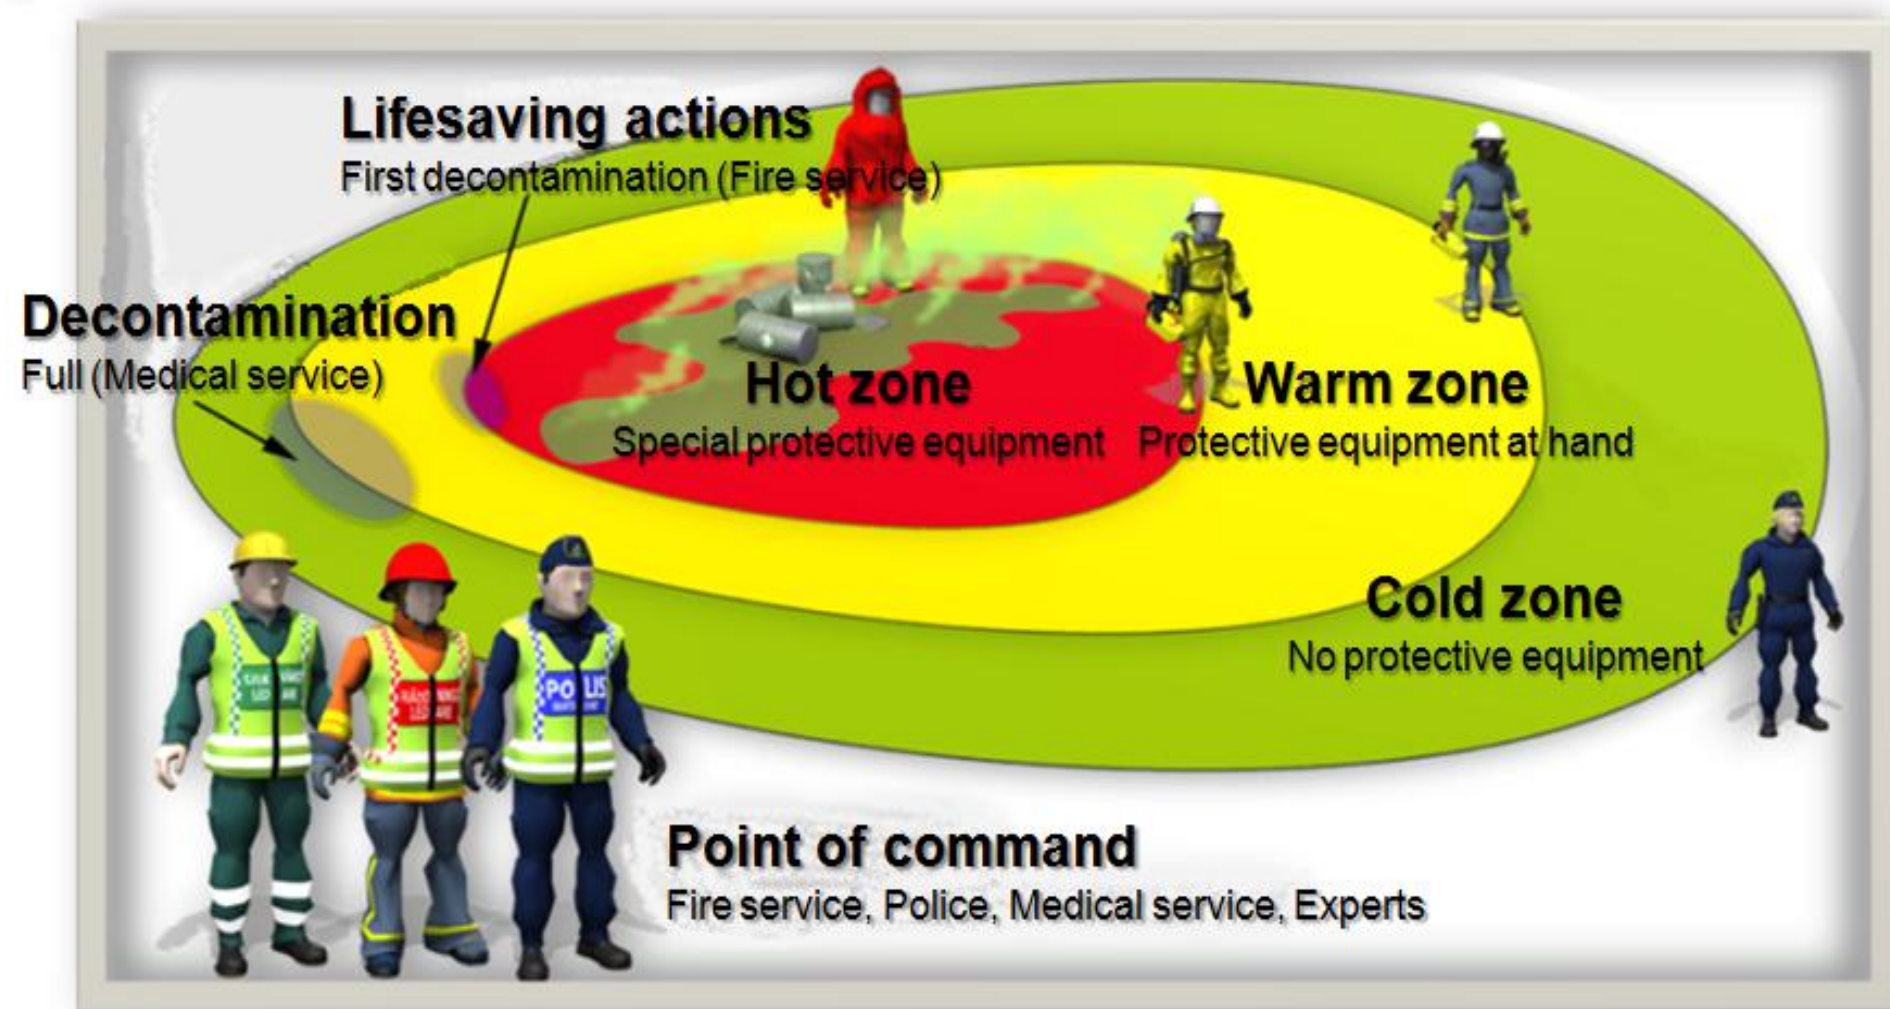 Lifesaving actions
First decontamination (Fire service)
Decontamination
Full (Medical service)
Hot zone
Special protective equipment
Warm zone
Protective equipment at hand
Cold zone
No protective equipment
POLIS
Point of command
Fire service, Police, Medical service, Experts